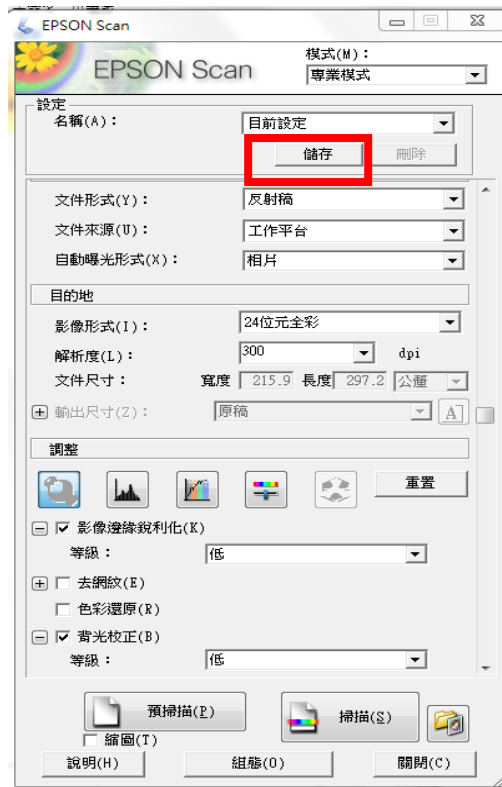 EPSON Scan
EPSON Scan
模式(M)：
專業模式
設定
名稱(A)：
目前設定
儲存
刪除
文件形式(Y)：
反射稿
文件來源(U)：
工作平台
自動曝光形式(X)：
相片
目的地
影像形式(I)：
24位元全彩
解析度(L)：
300
dpi
文件尺寸：
寬度 215.9 長度 297.2 公釐
輸出尺寸(Z)：
原稿
A
調整
重置
影像邊緣銳利化(K)
等級：
低
去網紋(E)
色彩還原(R)
背光校正(B)
等級：
低
預掃描(P)
掃描(S)
縮圖(T)
說明(H)
組態(O)
關閉(C)